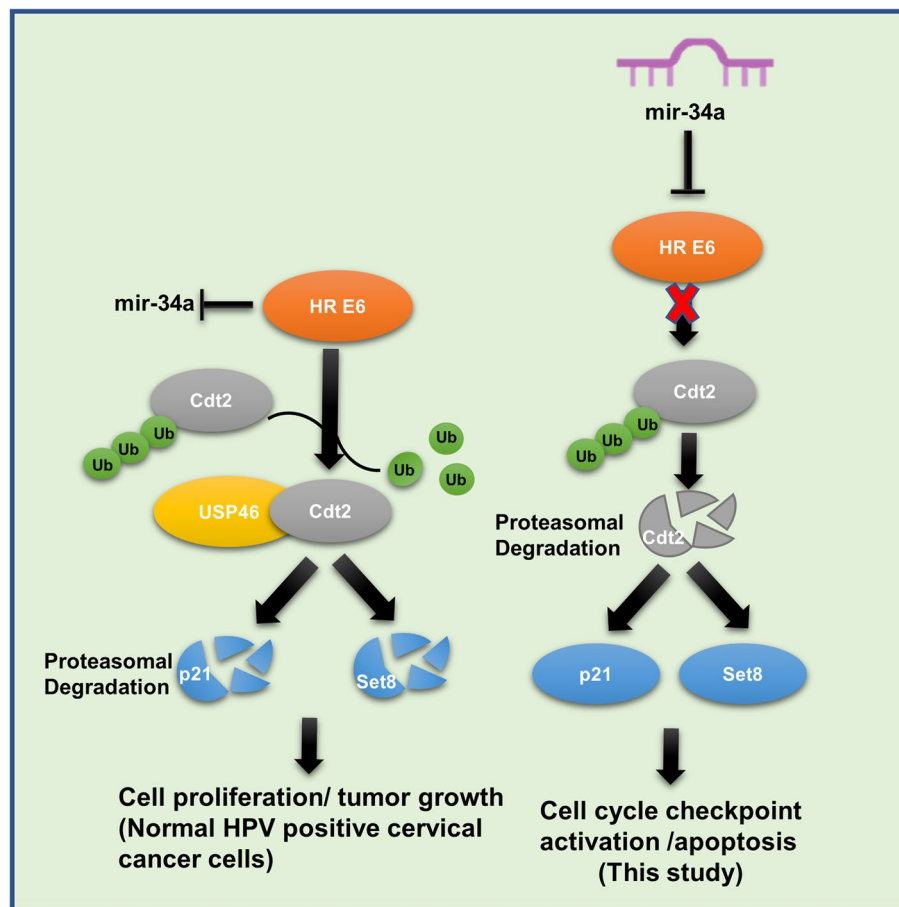 mir-34a
HR E6
Cdt2
Ub
Ub
Ub
Ub
Ub
Ub
USP46
Cdt2
Proteasomal
Degradation
p21
Set8
Cell proliferation/ tumor growth
(Normal HPV positive cervical
cancer cells)
mir-34a
HR E6
Cdt2
Ub
Ub
Ub
Proteasomal
Degradation
Cdt2
p21
Set8
Cell cycle checkpoint
activation /apoptosis
(This study)